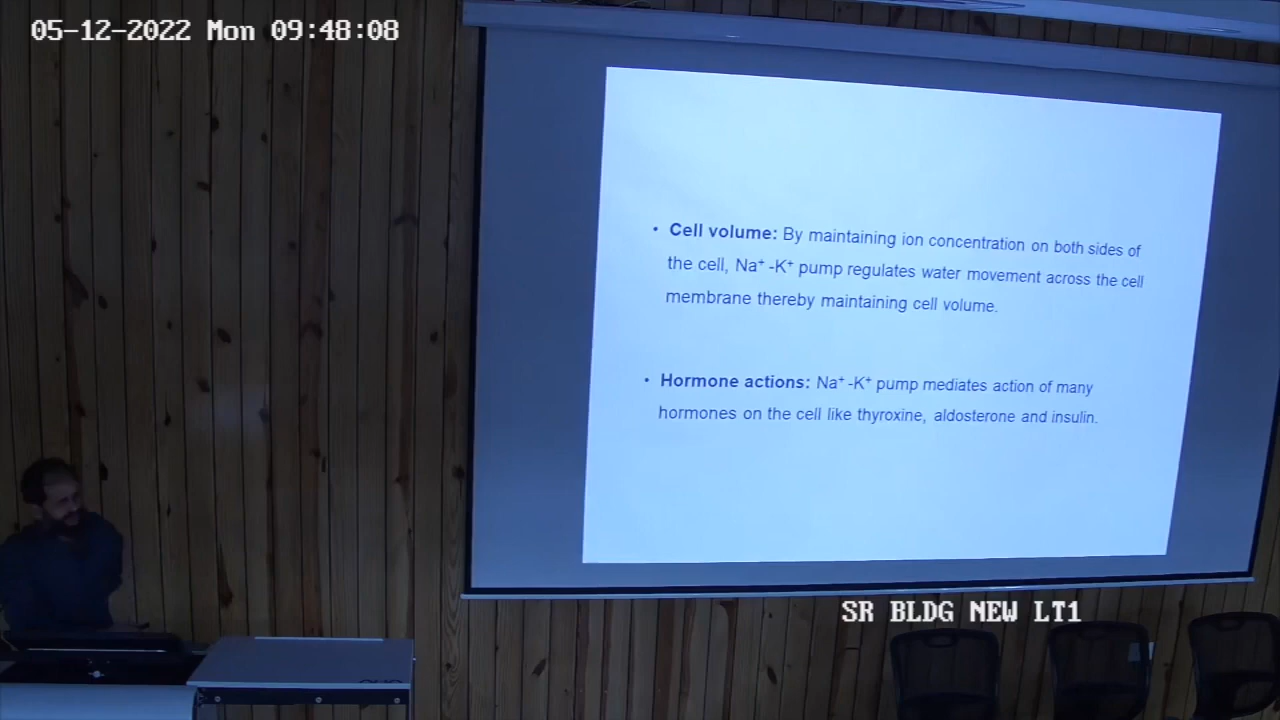 05-12-2022 Mon 09:48:08
• Cell volume: By maintaining ion concentration on both sides of
the cell, Na⁺ -K⁺ pump regulates water movement across the cell
membrane thereby maintaining cell volume.
• Hormone actions: Na⁺ -K⁺ pump mediates action of many
hormones on the cell like thyroxine, aldosterone and insulin.
SR BLDG NEW LT1